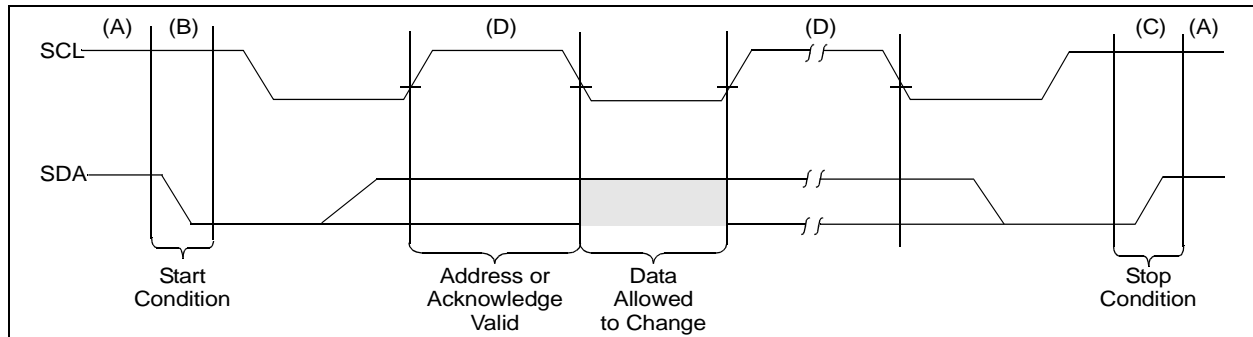 (A) (B) (D) (D) (C) (A)
SCL
SDA
Start
Condition
Address or
Acknowledge
Valid
Data
Allowed
to Change
Stop
Condition